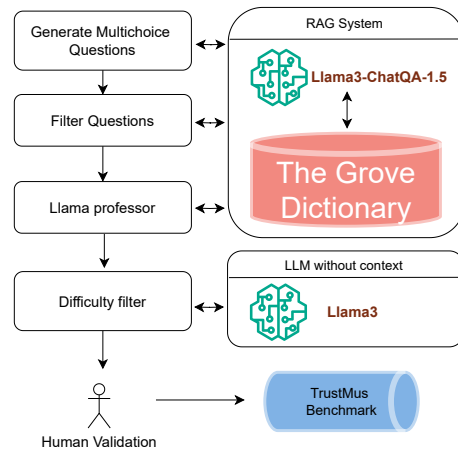 Generate Multichoice
Questions
Filter Questions
Llama professor
Difficulty filter
Human Validation
RAG System
Llama3-ChatQA-1.5
The Grove
Dictionary
LLM without context
Llama3
TrustMus
Benchmark